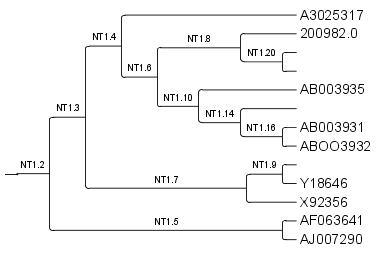 A3025317
NT1.4
200982.0
NT1.8
NT1.20
NT1.6
AB003935
NT1.10
NT1.3
NT1.14
AB003931
NT1.16
ABOO3932
NT1.2
NT1.9
NT1.7
Y18646
X92356
AF063641
NT1.5
AJ007290